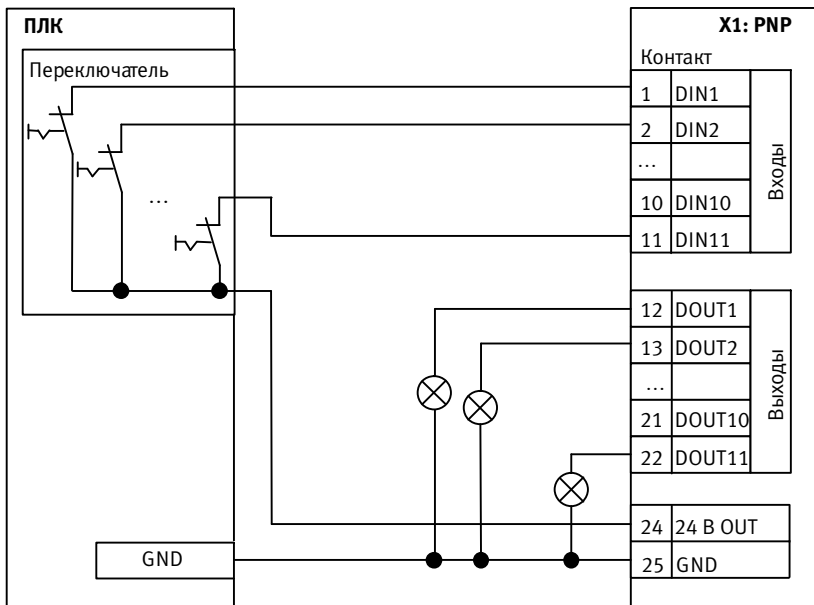 ПЛК
X1: PNP
Переключатель
Контакт
1 DIN1
2 DIN2
...
10 DIN10
11 DIN11
Входы
...
12 DOUT1
13 DOUT2
...
21 DOUT10
22 DOUT11
Выходы
24 24 В OUT
GND
25 GND